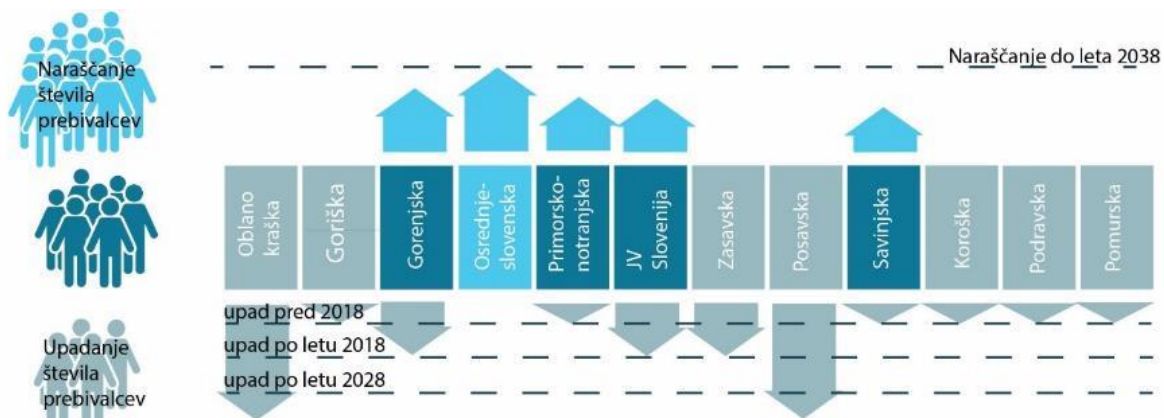 Naraščanje
števila
prebivalcev
Naraščanje do leta 2038
Oblano
kraška
Goriška
Gorenjska
Osrednje-
slovenska
Primorsko-
notranjska
JV
Slovenija
Zasavska
Posavska
Savinjska
Koroška
Podravska
Pomurska
upad pred 2018
upad po letu 2018
upad po letu 2028
Upadanje
števila
prebivalcev